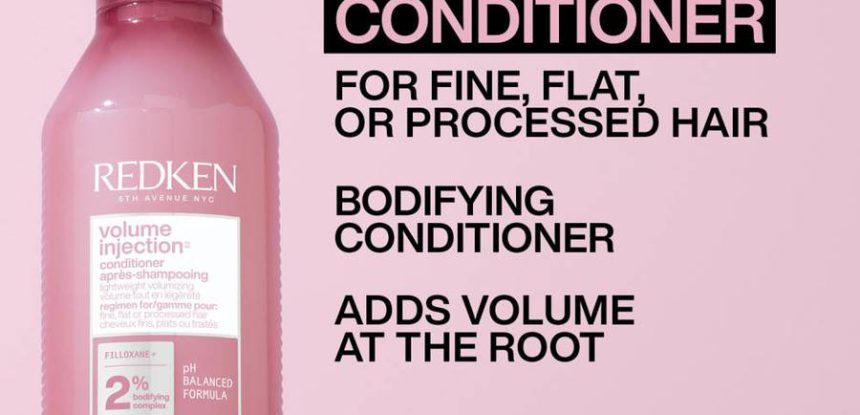 CONDITIONER
FOR FINE, FLAT,
OR PROCESSED HAIR
BODIFYING
CONDITIONER
ADDS VOLUME
AT THE ROOT
REDKEN
5TH AVENUE NYC
volume
injection
conditioner
après-shampooing
lightweight volumizing
volume tout en légèreté
regimen for/gamme pour:
fine, flat or processed hair
cheveux fins, plats ou traités
FILLOXANE +
2%
bodifying
complex
pH
BALANCED
FORMULA